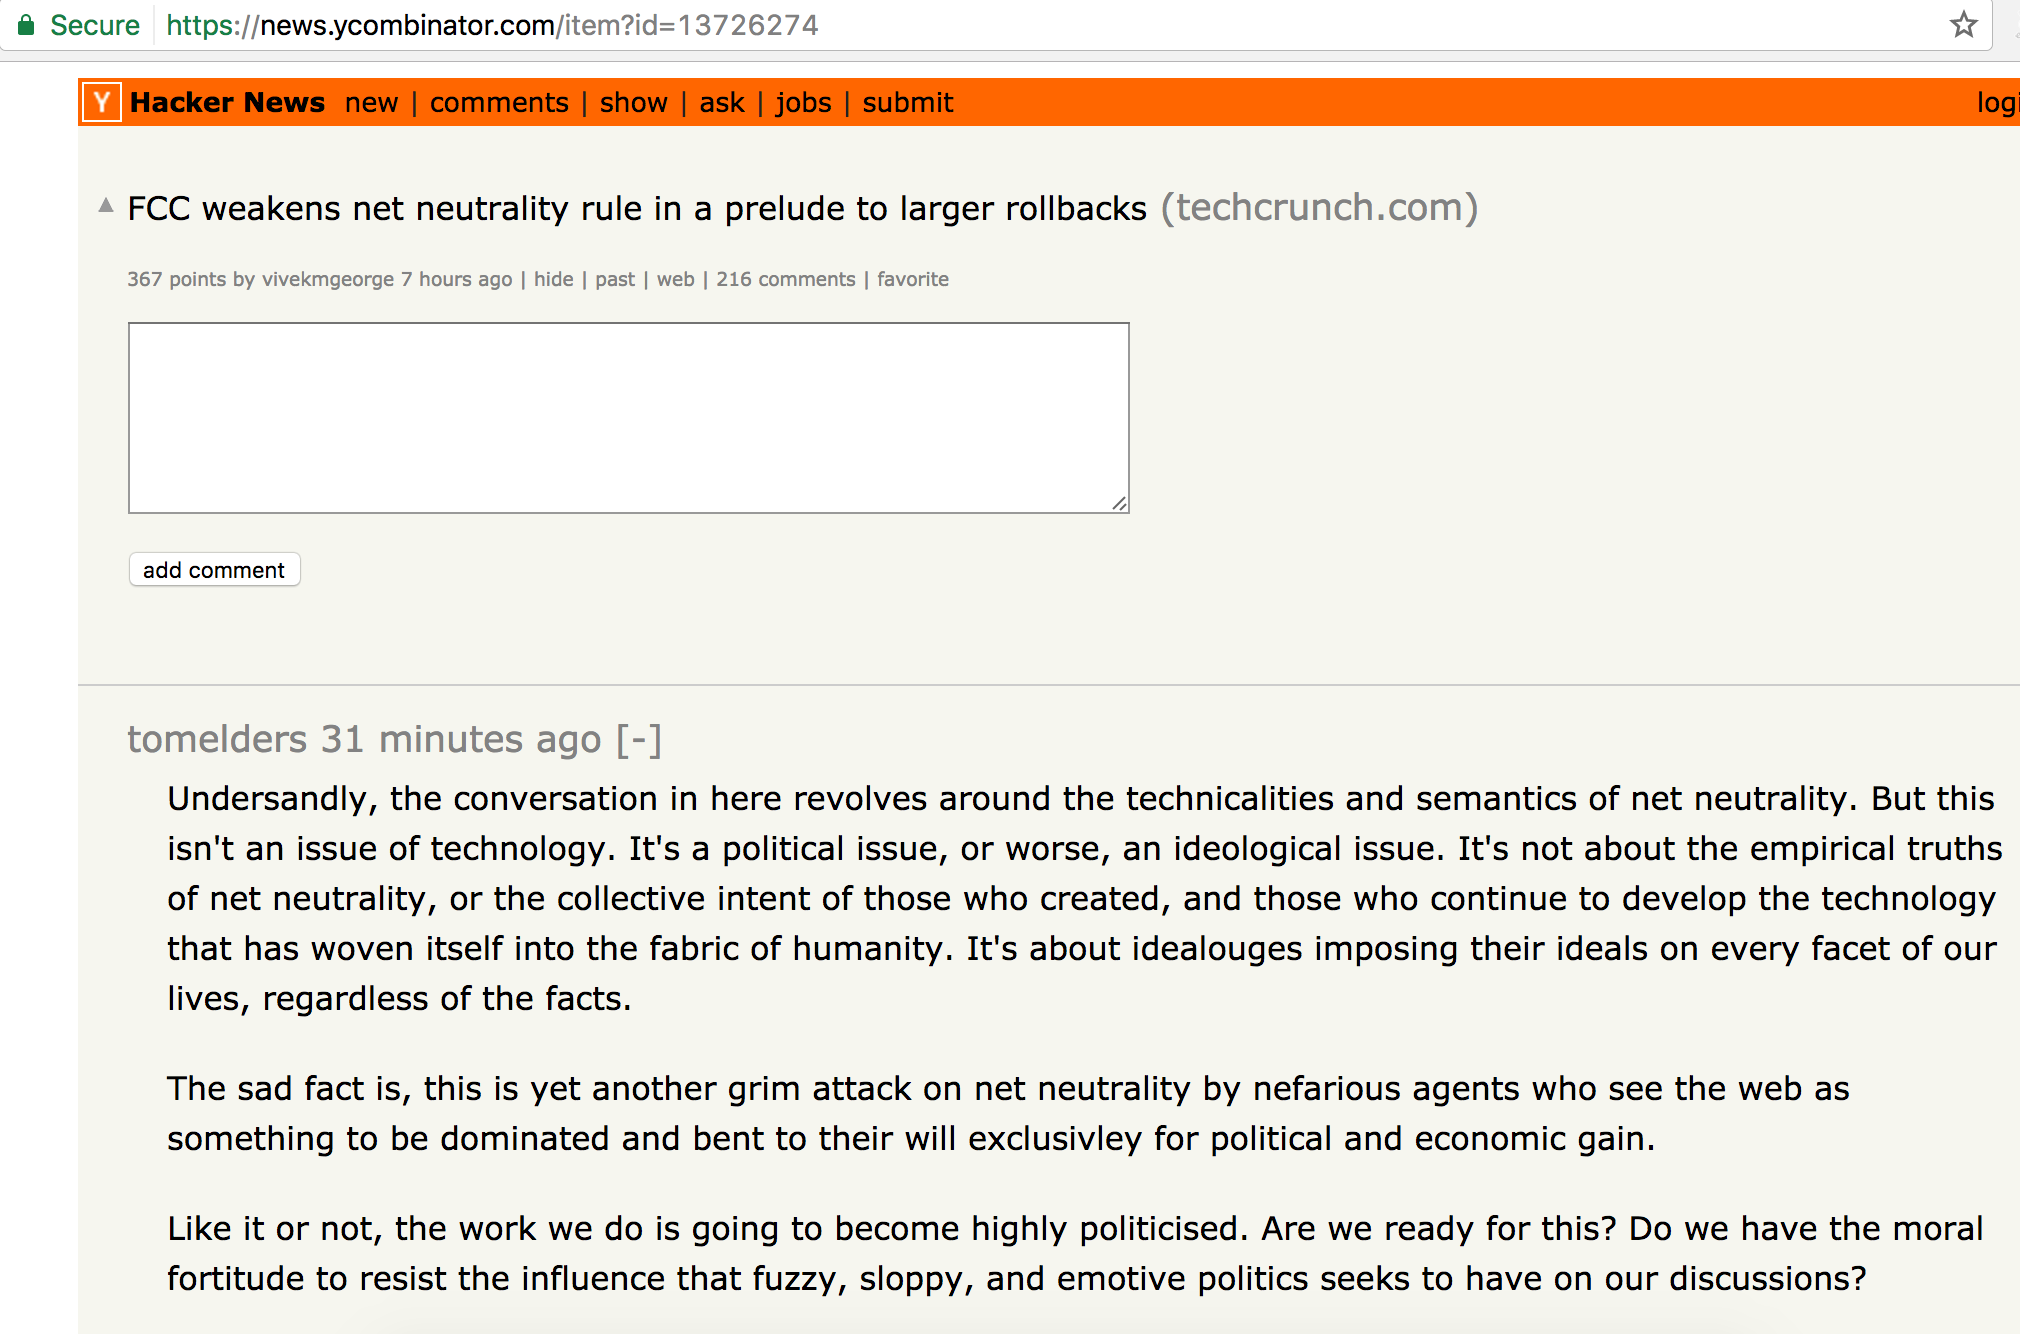 Secure https://news.ycombinator.com/item?id=13726274
Y Hacker News new | comments | show | ask | jobs | submit logi
FCC weakens net neutrality rule in a prelude to larger rollbacks (techcrunch.com)
367 points by vivekmgeorge 7 hours ago | hide | past | web | 216 comments | favorite
add comment
tomelders 31 minutes ago [-]
Undersandly, the conversation in here revolves around the technicalities and semantics of net neutrality. But this
isn't an issue of technology. It's a political issue, or worse, an ideological issue. It's not about the empirical truths
of net neutrality, or the collective intent of those who created, and those who continue to develop the technology
that has woven itself into the fabric of humanity. It's about idealouges imposing their ideals on every facet of our
lives, regardless of the facts.
The sad fact is, this is yet another grim attack on net neutrality by nefarious agents who see the web as
something to be dominated and bent to their will exclusivley for political and economic gain.
Like it or not, the work we do is going to become highly politicised. Are we ready for this? Do we have the moral
fortitude to resist the influence that fuzzy, sloppy, and emotive politics seeks to have on our discussions?